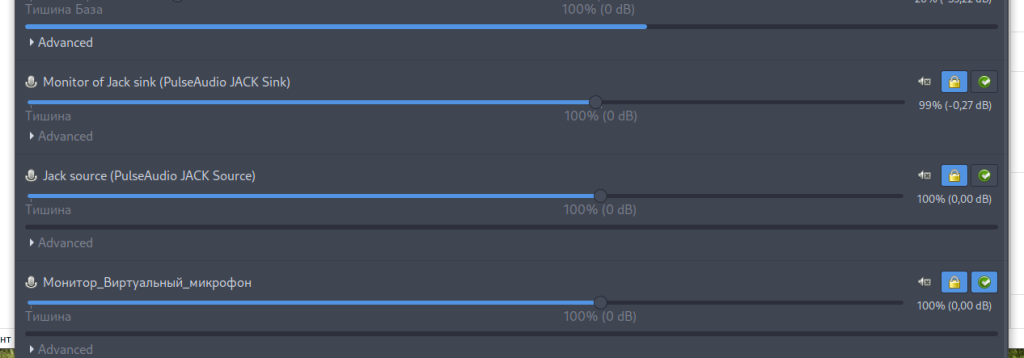 Тишина База 100% (0 dB)
Advanced
Monitor of Jack sink (PulseAudio JACK Sink)
99% (-0,27 dB)
Тишина 100% (0 dB)
Advanced
Jack source (PulseAudio JACK Source)
100% (0,00 dB)
Тишина 100% (0 dB)
Advanced
Монитор_Виртуальный_микрофон
100% (0,00 dB)
Тишина 100% (0 dB)
нт
Advanced